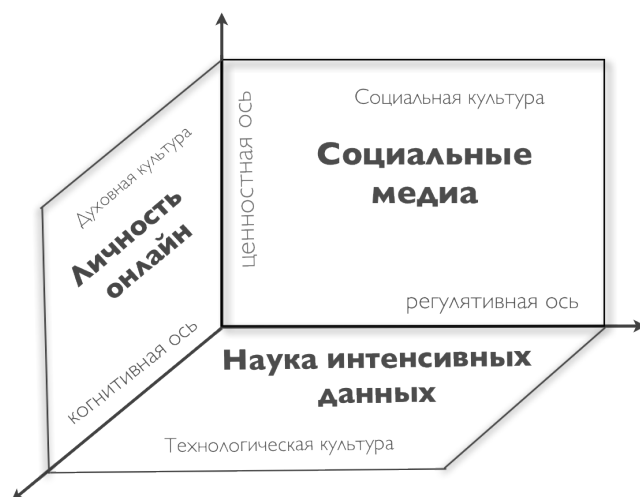 Социальная культура
Социальные
медиа
ценностная ось
регулятивная ось
Духовная культура
Личность
онлайн
когнитивная ось
Наука интенсивных
данных
Технологическая культура